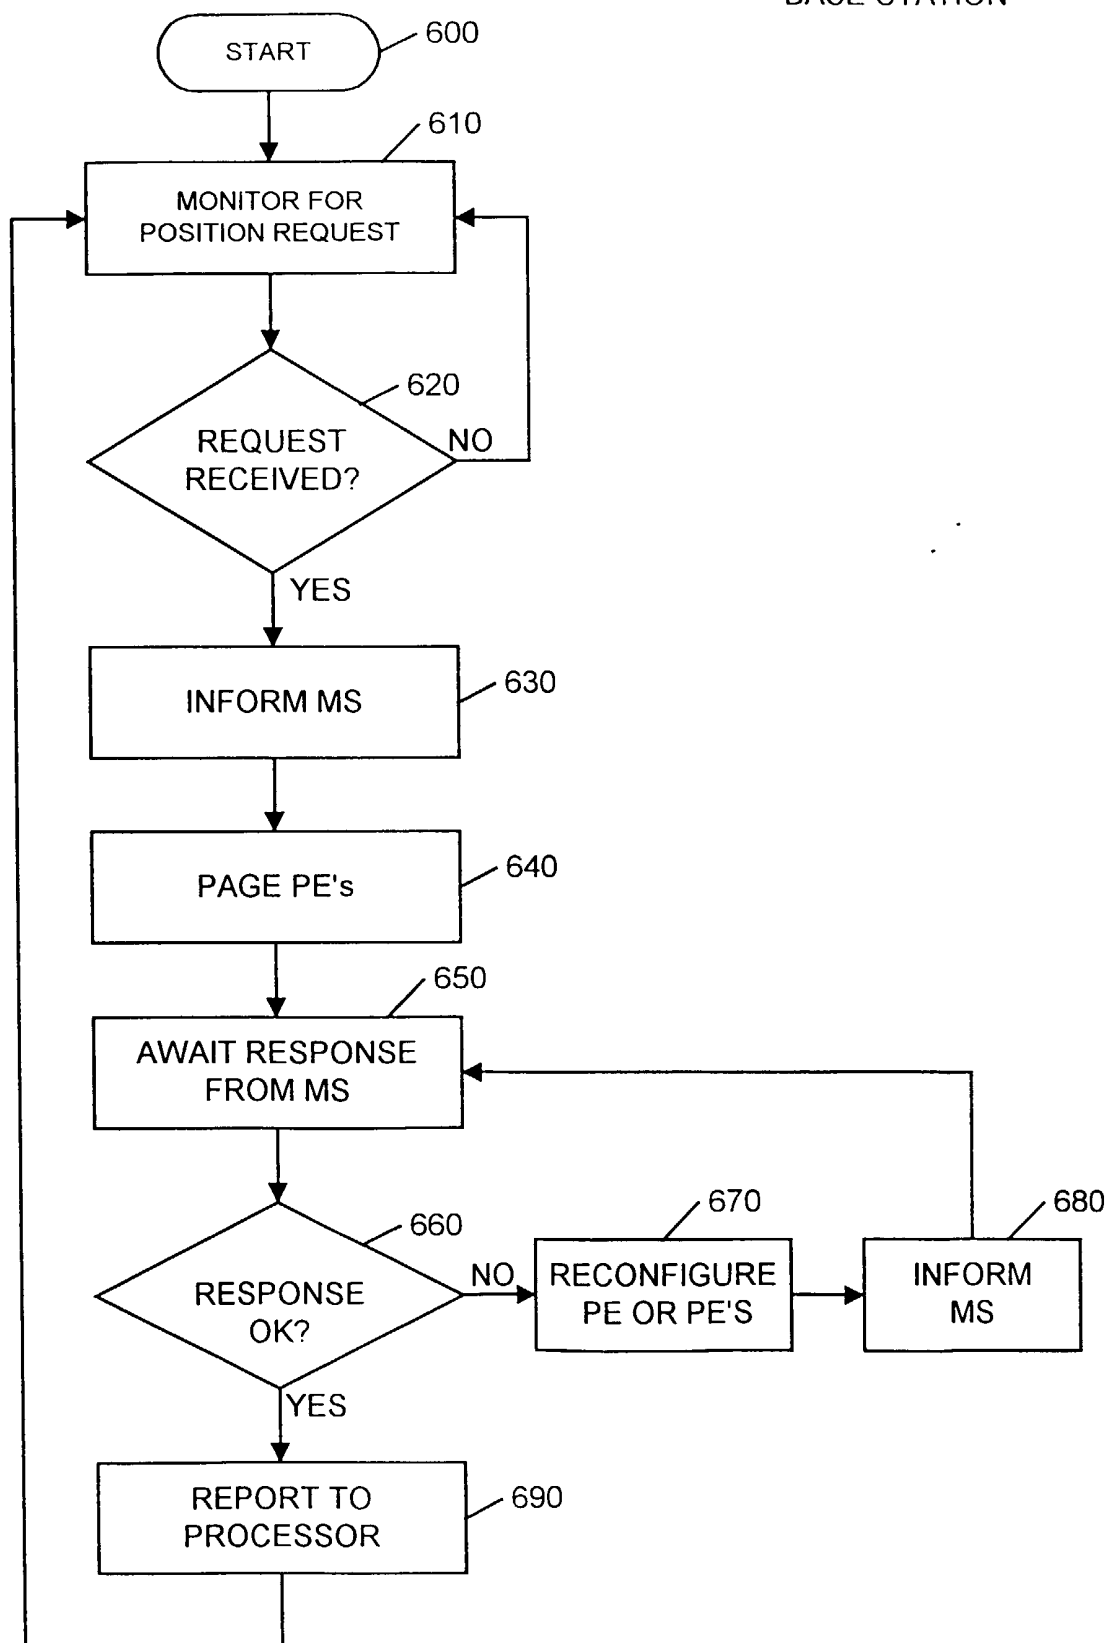 BASE STATION
START
600
610
MONITOR FOR
POSITION REQUEST
620
REQUEST
RECEIVED?
NO
YES
INFORM MS
630
PAGE PE's
640
650
AWAIT RESPONSE
FROM MS
660
RESPONSE
OK?
NO
670
RECONFIGURE
PE OR PE'S
680
INFORM
MS
YES
REPORT TO
PROCESSOR
690